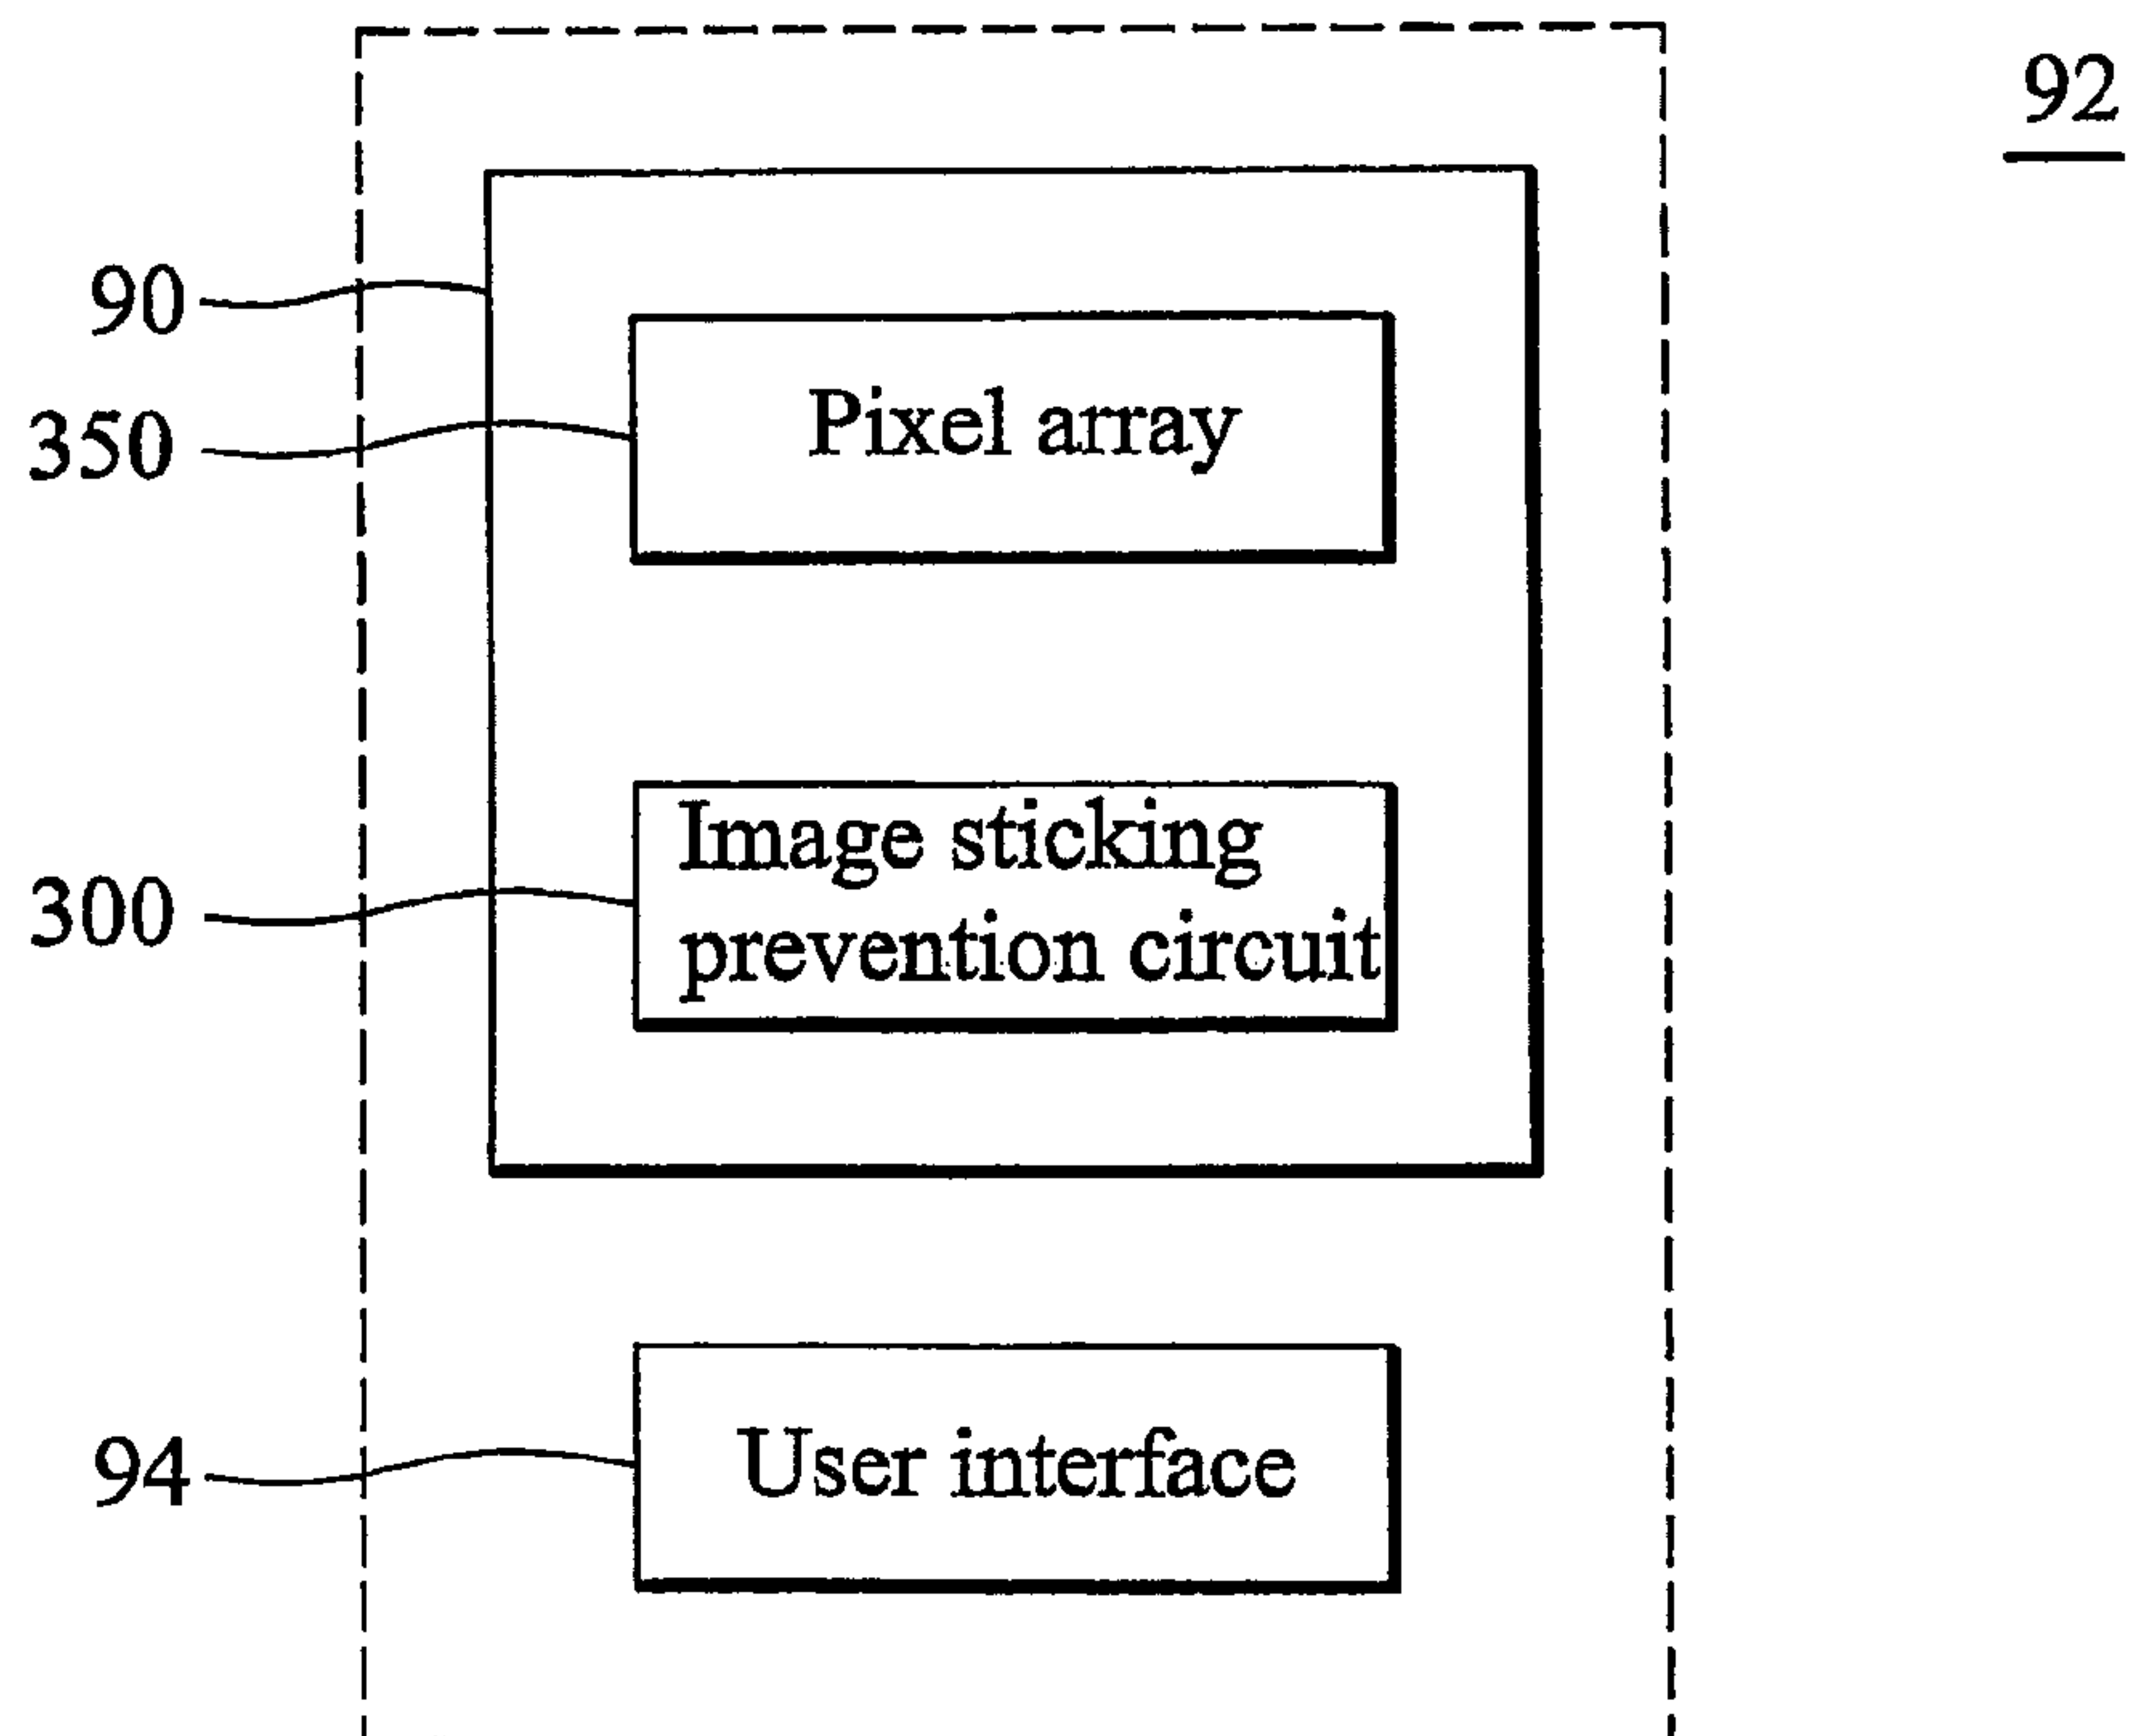 92
90
350
Pixel array
300
Image sticking
prevention circuit
94
User interface